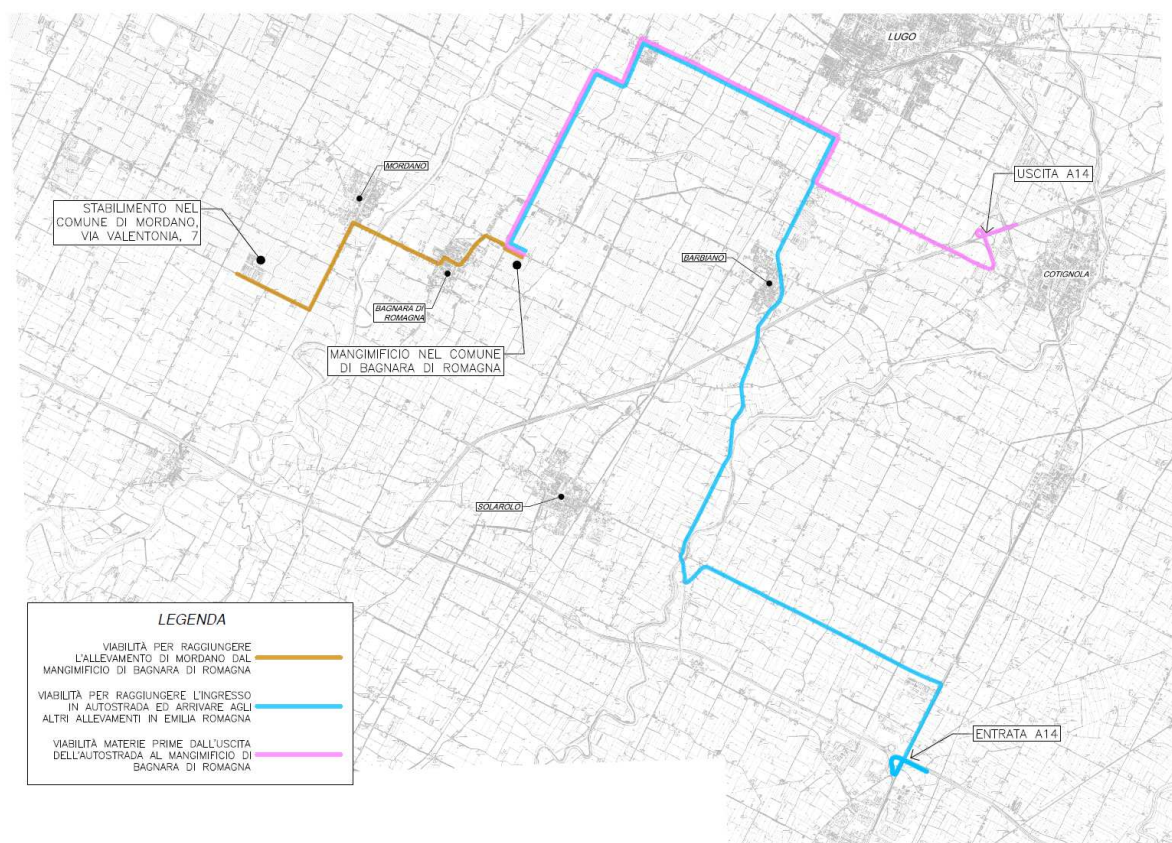 LUGO
MORDANO
USCITA A14
STABILIMENTO NEL
COMUNE DI MORDANO,
VIA VALENTONIA, 7
BARBIANO
COTIGNOLA
BAGNARA DI
ROMAGNA
MANGIMIFICIO NEL COMUNE
DI BAGNARA DI ROMAGNA
SOLAROLO
LEGENDA
VIABILITÀ PER RAGGIUNGERE
L'ALLEVAMENTO DI MORDANO DAL
MANGIMIFICIO DI BAGNARA DI ROMAGNA
VIABILITÀ PER RAGGIUNGERE L'INGRESSO
IN AUTOSTRADA ED ARRIVARE AGLI
ALTRI ALLEVAMENTI IN EMILIA ROMAGNA
VIABILITÀ MATERIE PRIME DALL'USCITA
DELL'AUTOSTRADA AL MANGIMIFICIO DI
BAGNARA DI ROMAGNA
ENTRATA A14